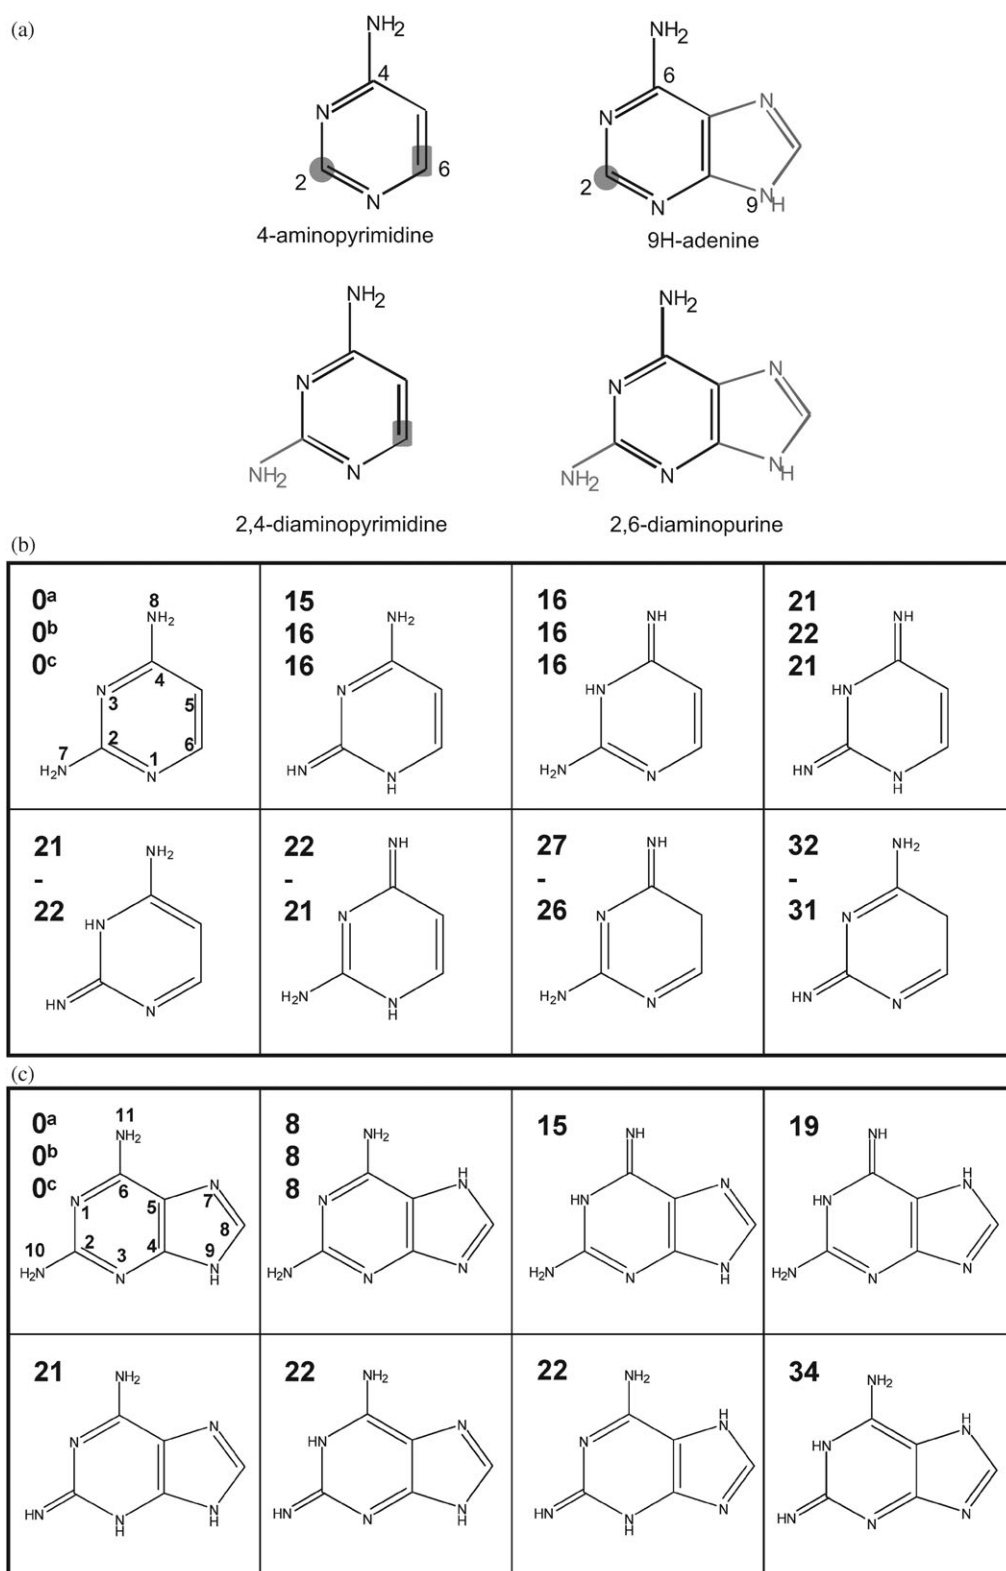 (a)
NH2 NH2
4 6
N N N
2 6 2
N N 9 N H
4-aminopyrimidine 9H-adenine
NH2 NH2
N N N
NH2 N NH2 N N H
2,4-diaminopyrimidine 2,6-diaminopurine
(b)
0a 8 15 16 NH 21 NH
0b NH2 16 NH2 16 22
0c 16 16 21
4
N 3 5 N HN HN
7 2 6
H2N 1 N HN N H H2N N HN N H
21 NH2 22 NH 27 NH 32 NH2
- - - -
22 21 26 31
HN N N N
HN N H2N N H H2N N HN N
(c)
0a 11 8 15 NH 19 NH
0b NH2 8 NH2
0c 8 H N H N
6 N 7 N
N 1 5 N HN HN
10 2 3 4 9 8
H2N N N H H2N N N H2N N N H H2N N N
21 NH2 22 NH2 22 NH2 34 NH2
N N H N H N
N HN N HN
HN N H N H HN N N H HN N H N HN N N